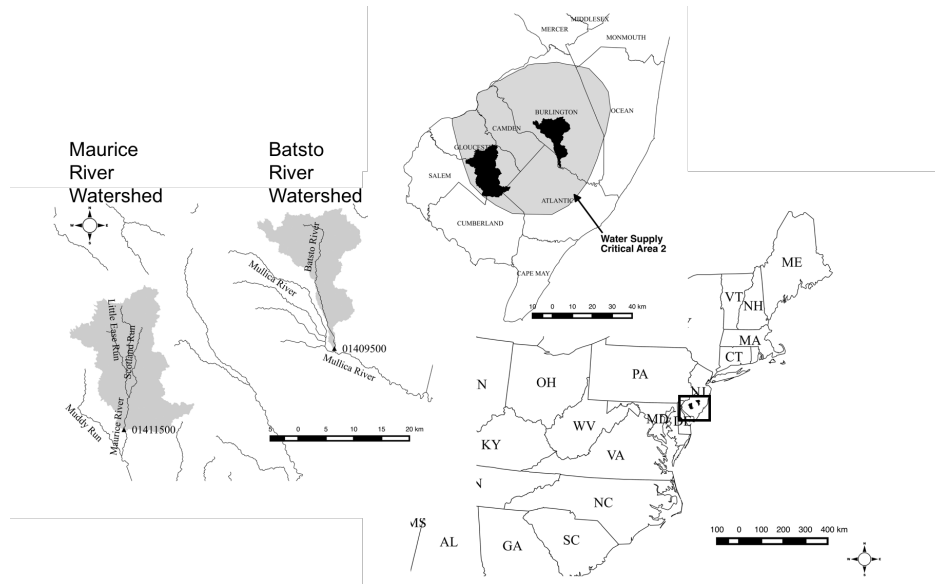 MIDDLESEX
MERCER
MONMOUTH
OCEAN
BURLINGTON
CAMDEN
GLOUCEST
SALEM
ATLANTIC
CUMBERLAND
CAPE MAY
Water Supply
Critical Area 2
10 0 10 20 30 40 km
Maurice
River
Watershed
Batsto
River
Watershed
N
W E
S
Batsto River
Mullica River
01409500
Mullica River
Little Ease Run
Scotland Run
Muddy Run
Maurice River
01411500
5 0 5 10 15 20 km
ME
VT
NH
MA
CT
PA
NJ
OH
N
MD
DE
WV
KY
VA
N
NC
MS
AL
GA
SC
100 0 100 200 300 400 km
N
W E
S